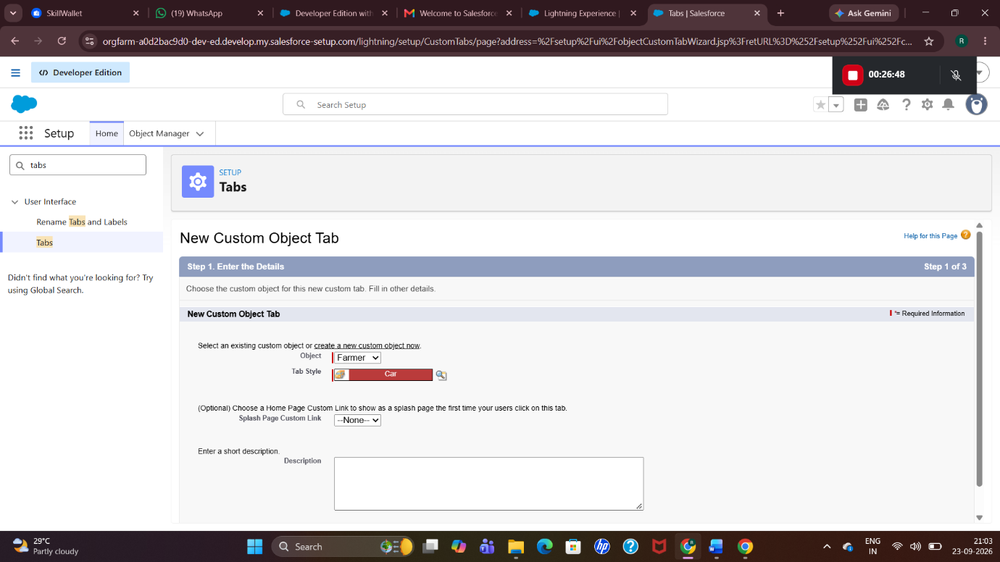 SkillWallet
(19) WhatsApp
Developer Edition with
Welcome to Salesforce
Lightning Experience |
Tabs | Salesforce
Ask Gemini
orgfarm-a0d2bac9d0-dev-ed.develop.my.salesforce-setup.com/lightning/setup/CustomTabs/page?address=%2Fsetup%2Fui%2FobjectCustomTabWizard.jsp%3FretURL%3D%252Fsetup%252Fui%252Fc...
R
Developer Edition
00:26:48
Search Setup
Setup
Home
Object Manager
tabs
User Interface
Rename Tabs and Labels
Tabs
Didn't find what you're looking for? Try
using Global Search.
SETUP
Tabs
New Custom Object Tab
Help for this Page
Step 1. Enter the Details
Step 1 of 3
Choose the custom object for this new custom tab. Fill in other details.
New Custom Object Tab
= Required Information
Select an existing custom object or create a new custom object now.
Object
Farmer
Tab Style
Car
(Optional) Choose a Home Page Custom Link to show as a splash page the first time your users click on this tab.
Splash Page Custom Link
--None--
Enter a short description.
Description
29°C
Partly cloudy
Search
ENG
IN
21:03
23-09-2026